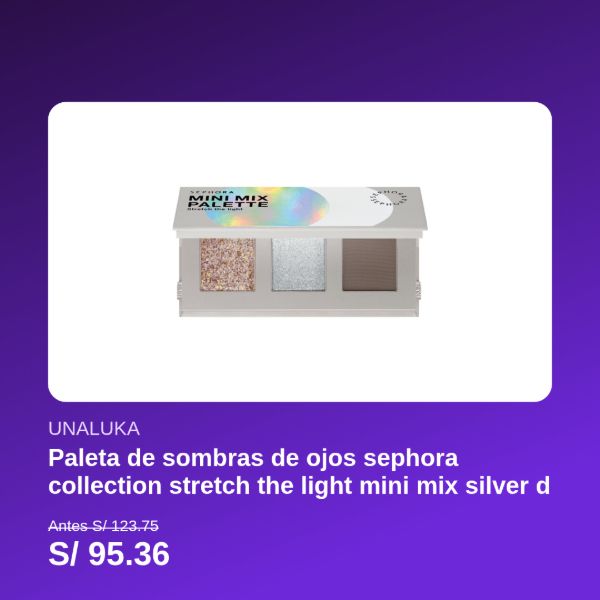 SEPHORA
MINI MIX
PALETTE
Stretch the light
UNALUKA
Paleta de sombras de ojos sephora
collection stretch the light mini mix silver d
Antes S/ 123.75
S/ 95.36